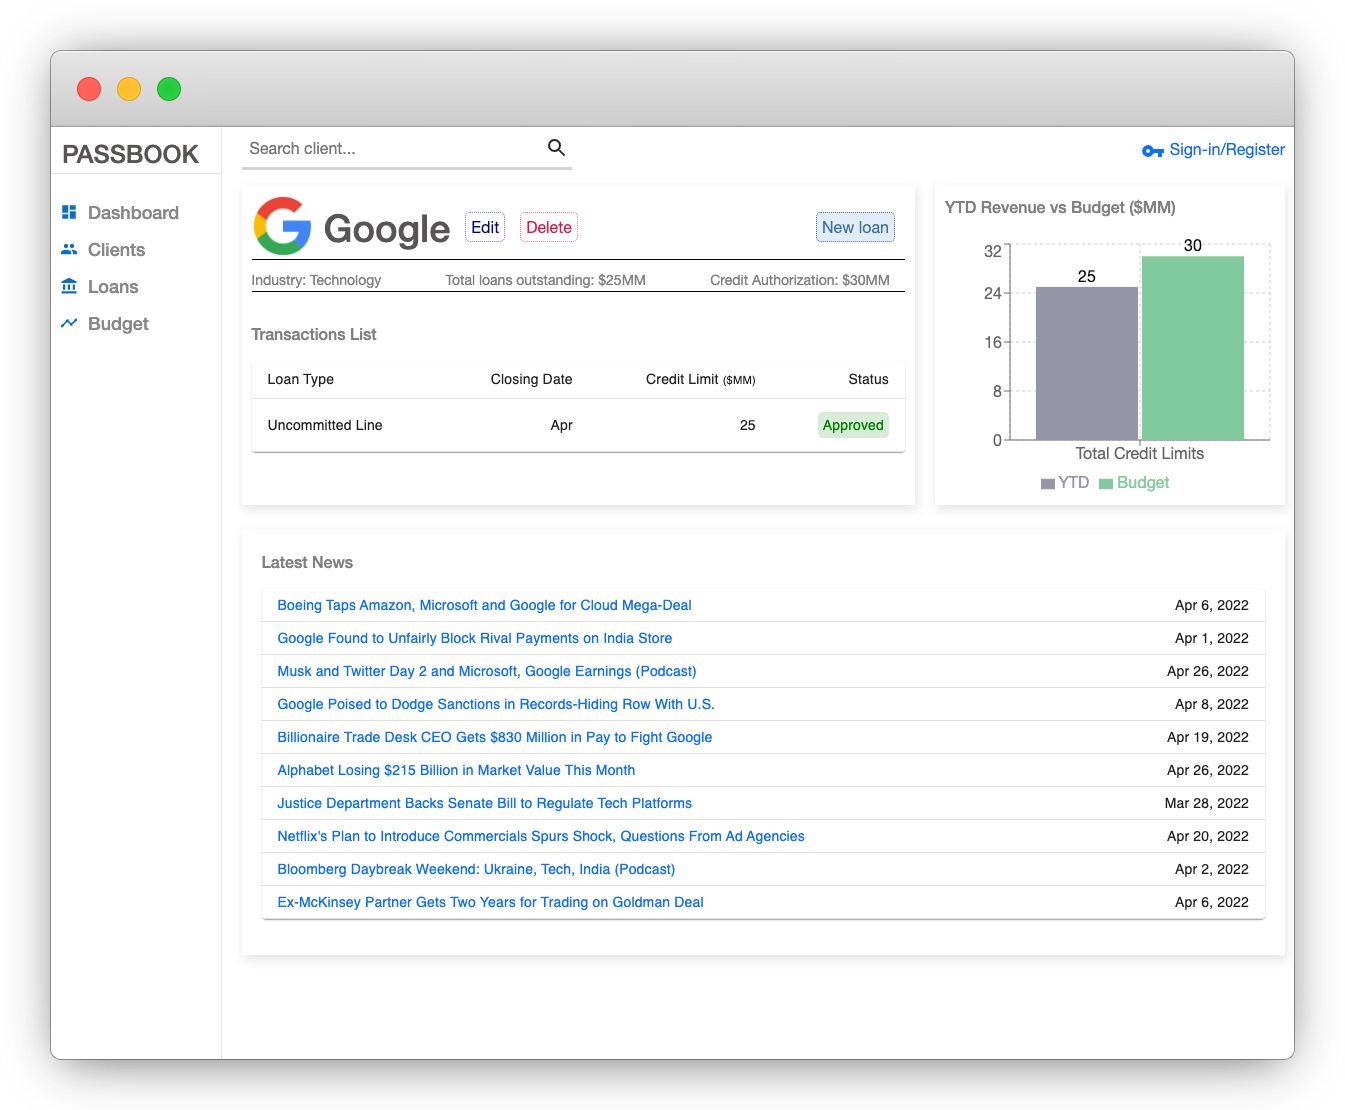 PASSBOOK
Search client...
Sign-in/Register
Dashboard
Clients
Loans
Budget
Google Edit Delete New loan
Industry: Technology Total loans outstanding: $25MM Credit Authorization: $30MM
Transactions List
Loan Type Closing Date Credit Limit ($MM) Status
Uncommitted Line Apr 25 Approved
YTD Revenue vs Budget ($MM)
32
24
16
8
0
25
30
Total Credit Limits
YTD Budget
Latest News
Boeing Taps Amazon, Microsoft and Google for Cloud Mega-Deal Apr 6, 2022
Google Found to Unfairly Block Rival Payments on India Store Apr 1, 2022
Musk and Twitter Day 2 and Microsoft, Google Earnings (Podcast) Apr 26, 2022
Google Poised to Dodge Sanctions in Records-Hiding Row With U.S. Apr 8, 2022
Billionaire Trade Desk CEO Gets $830 Million in Pay to Fight Google Apr 19, 2022
Alphabet Losing $215 Billion in Market Value This Month Apr 26, 2022
Justice Department Backs Senate Bill to Regulate Tech Platforms Mar 28, 2022
Netflix's Plan to Introduce Commercials Spurs Shock, Questions From Ad Agencies Apr 20, 2022
Bloomberg Daybreak Weekend: Ukraine, Tech, India (Podcast) Apr 2, 2022
Ex-McKinsey Partner Gets Two Years for Trading on Goldman Deal Apr 6, 2022